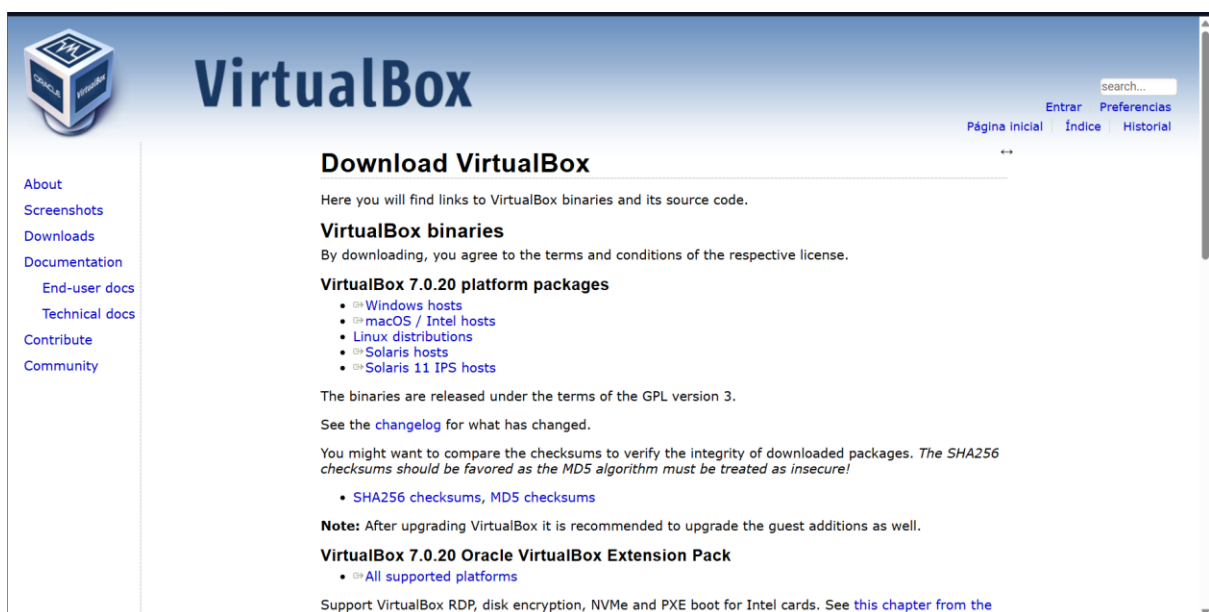 ORACLE
VirtualBox
VirtualBox
search...
Entrar Preferencias
Página inicial Índice Historial
About
Screenshots
Downloads
Documentation
End-user docs
Technical docs
Contribute
Community
Download VirtualBox
Here you will find links to VirtualBox binaries and its source code.
VirtualBox binaries
By downloading, you agree to the terms and conditions of the respective license.
VirtualBox 7.0.20 platform packages
• Windows hosts
• macOS / Intel hosts
• Linux distributions
• Solaris hosts
• Solaris 11 IPS hosts
The binaries are released under the terms of the GPL version 3.
See the changelog for what has changed.
You might want to compare the checksums to verify the integrity of downloaded packages. The SHA256
checksums should be favored as the MD5 algorithm must be treated as insecure!
• SHA256 checksums, MD5 checksums
Note: After upgrading VirtualBox it is recommended to upgrade the guest additions as well.
VirtualBox 7.0.20 Oracle VirtualBox Extension Pack
• All supported platforms
Support VirtualBox RDP, disk encryption, NVMe and PXE boot for Intel cards. See this chapter from the